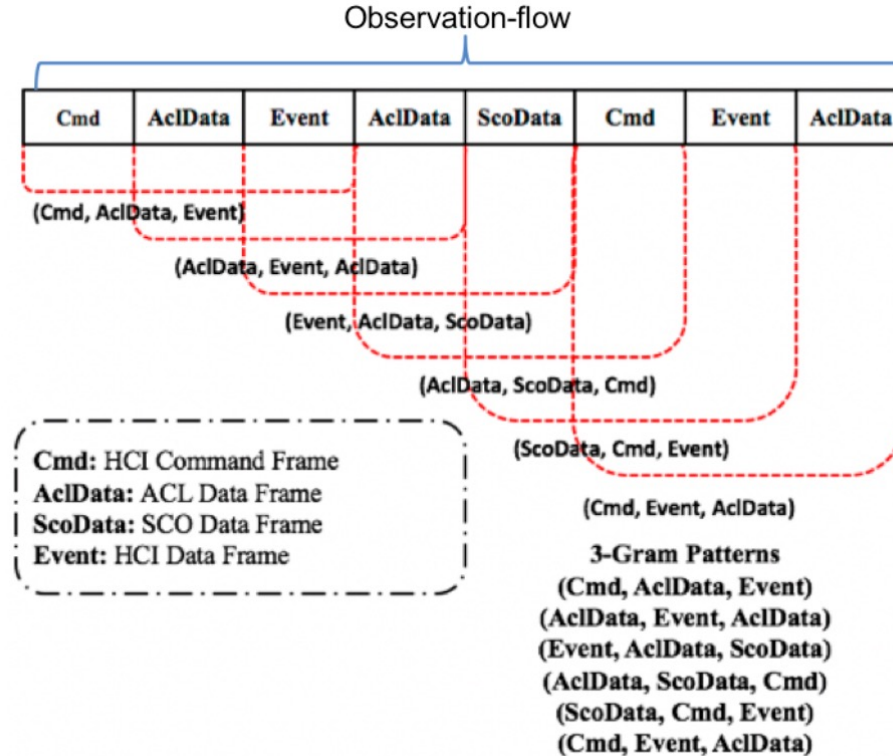 Observation-flow
Cmd AclData Event AclData ScoData Cmd Event AclData
(Cmd, AclData, Event)
(AclData, Event, AclData)
(Event, AclData, ScoData)
(AclData, ScoData, Cmd)
(ScoData, Cmd, Event)
(Cmd, Event, AclData)
Cmd: HCI Command Frame
AclData: ACL Data Frame
ScoData: SCO Data Frame
Event: HCI Data Frame
3-Gram Patterns
(Cmd, AclData, Event)
(AclData, Event, AclData)
(Event, AclData, ScoData)
(AclData, ScoData, Cmd)
(ScoData, Cmd, Event)
(Cmd, Event, AclData)